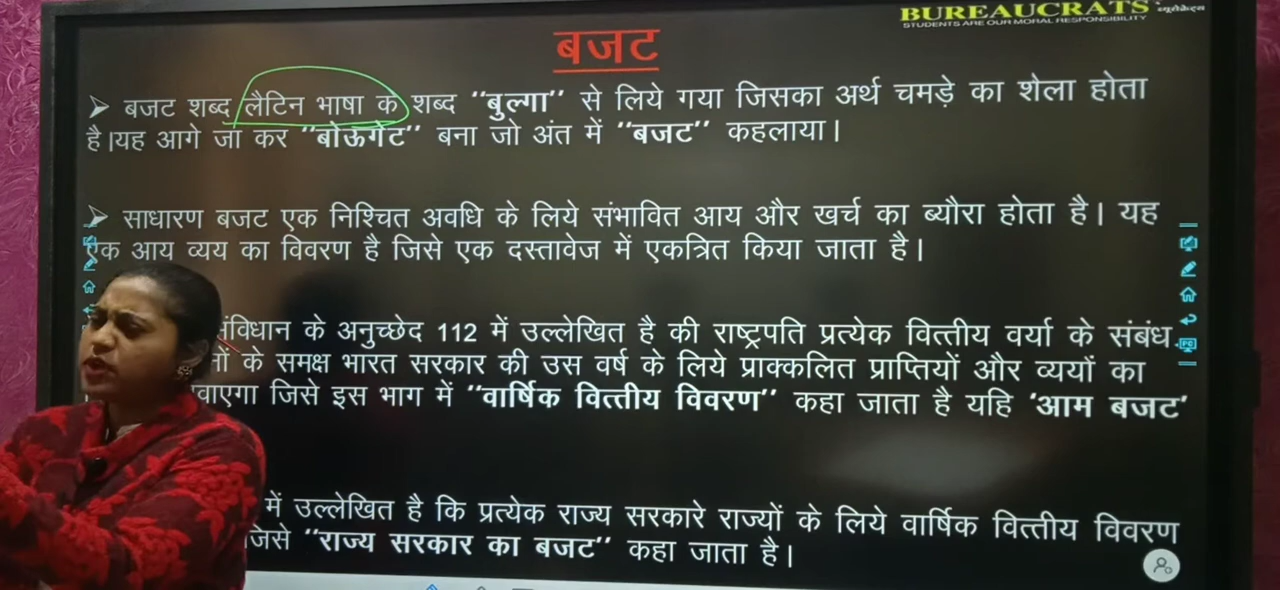 BUREAUCRATS ब्यूरोक्रेट्स
STUDENTS ARE OUR MORAL RESPONSIBILITY
बजट
➤ बजट शब्द लैटिन भाषा के शब्द ''बुल्गा'' से लिये गया जिसका अर्थ चमड़े का शेला होता
है।यह आगे जा कर ''बोऊगेट'' बना जो अंत में ''बजट'' कहलाया।
➤ साधारण बजट एक निश्चित अवधि के लिये संभावित आय और खर्च का ब्यौरा होता है। यह
एक आय व्यय का विवरण है जिसे एक दस्तावेज में एकत्रित किया जाता है।
संविधान के अनुच्छेद 112 में उल्लेखित है की राष्ट्रपति प्रत्येक वित्तीय वर्या के संबंध
के समक्ष भारत सरकार की उस वर्ष के लिये प्राक्कलित प्राप्तियों और व्ययों का
जिसे इस भाग में ''वार्षिक वित्तीय विवरण'' कहा जाता है यहि 'आम बजट'
में उल्लेखित है कि प्रत्येक राज्य सरकारे राज्यों के लिये वार्षिक वित्तीय विवरण
जिसे ''राज्य सरकार का बजट'' कहा जाता है।